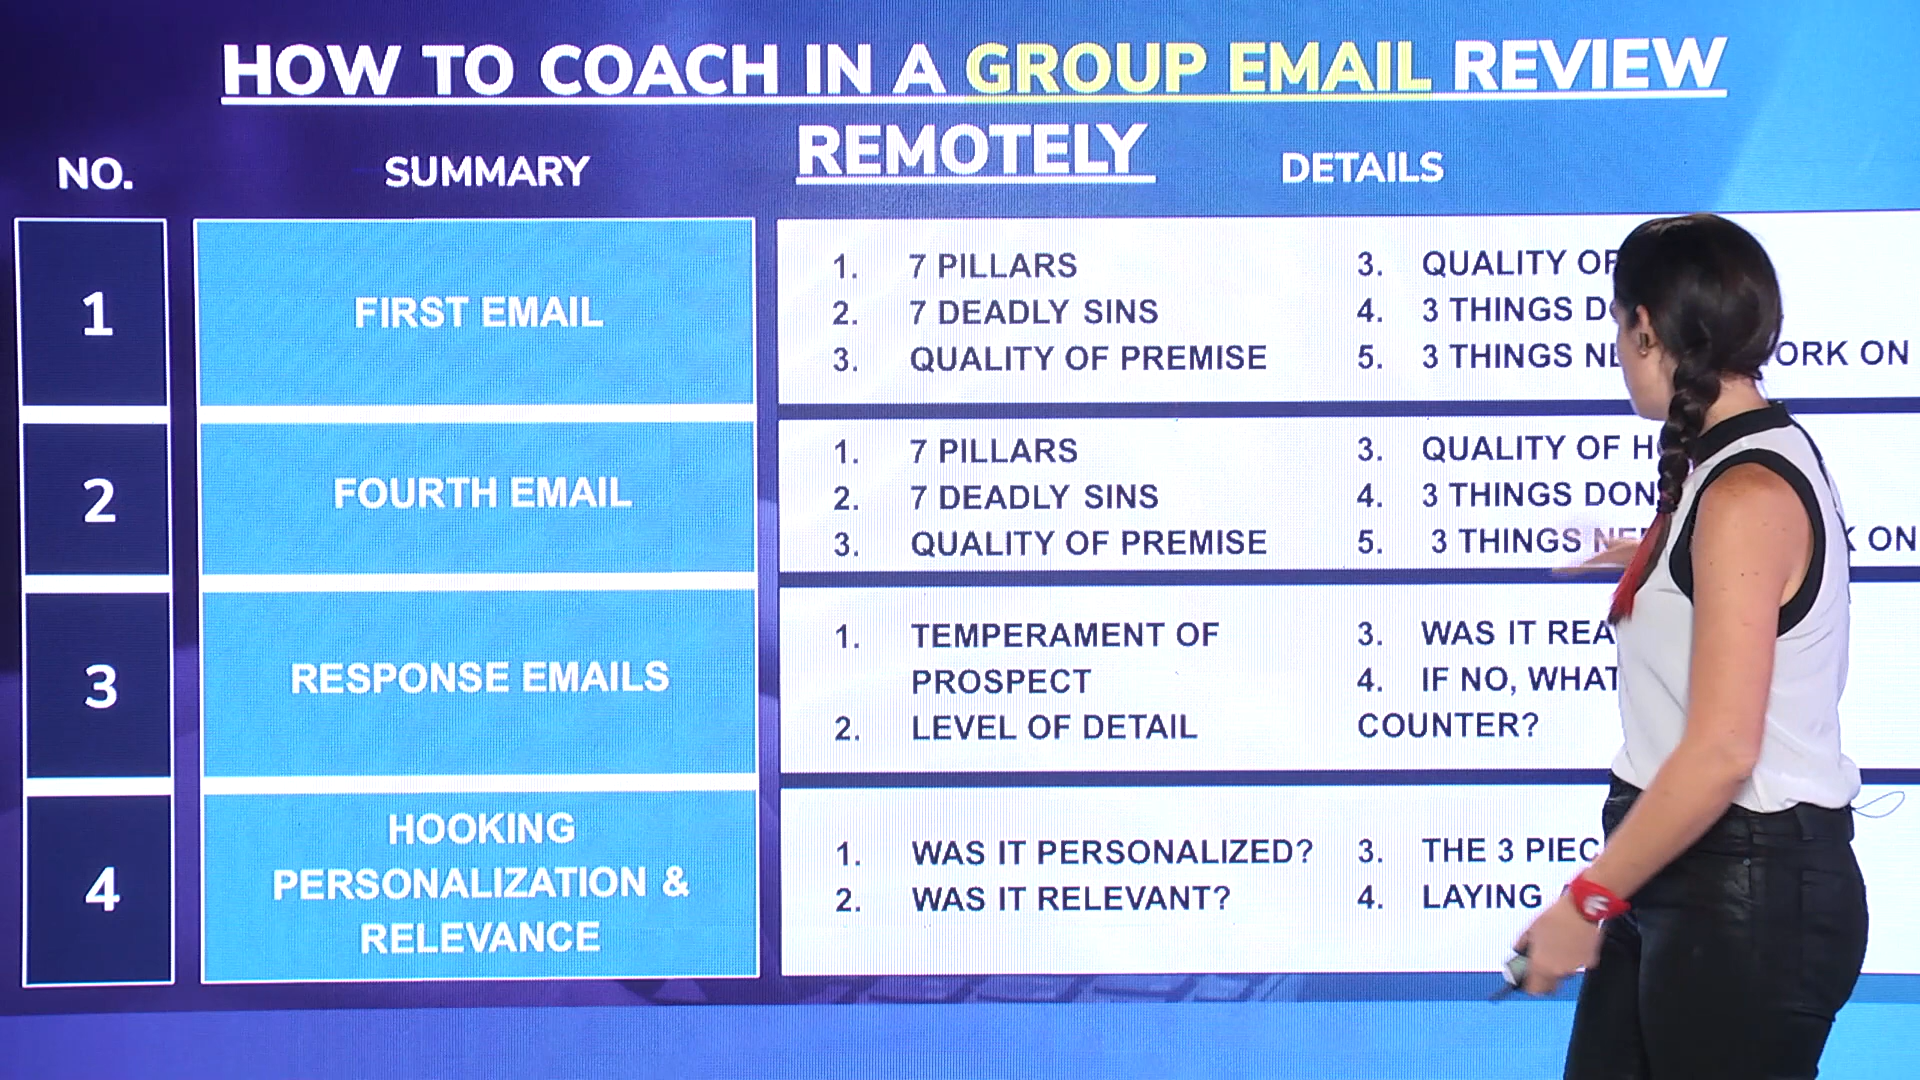 HOW TO COACH IN A GROUP EMAIL REVIEW
REMOTELY
NO.
SUMMARY
DETAILS
1
FIRST EMAIL
1. 7 PILLARS
2. 7 DEADLY SINS
3. QUALITY OF PREMISE
3. QUALITY OF
4. 3 THINGS
5. 3 THINGS ON
2
FOURTH EMAIL
1. 7 PILLARS
2. 7 DEADLY SINS
3. QUALITY OF PREMISE
3. QUALITY OF
4. 3 THINGS
5. 3 THINGS ON
3
RESPONSE EMAILS
1. TEMPERAMENT OF
PROSPECT
2. LEVEL OF DETAIL
3. WAS IT
4. IF NO, WHAT
COUNTER?
4
HOOKING
PERSONALIZATION &
RELEVANCE
1. WAS IT PERSONALIZED?
2. WAS IT RELEVANT?
3. THE 3
4. LAYING